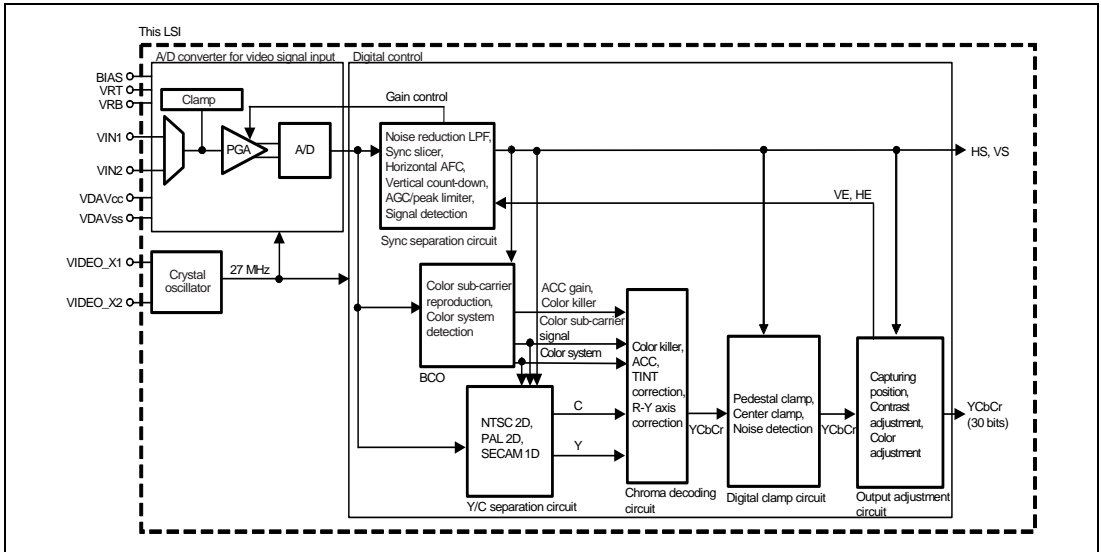 This LSI
A/D converter for video signal input
Digital control
BIAS
VRT
VRB
Clamp
Gain control
VIN1
PGA
A/D
VIN2
Noise reduction LPF,
Sync slicer,
Horizontal AFC,
Vertical count-down,
AGC/peak limiter,
Signal detection
Sync separation circuit
HS, VS
VE, HE
VDAVcc
VDAVss
VIDEO_X1
VIDEO_X2
Crystal
oscillator
27 MHz
Color sub-carrier
reproduction,
Color system
detection
BCO
ACC gain,
Color killer
Color sub-carrier
signal
Color system
Color killer,
ACC,
TINT
correction,
R-Y axis
correction
Chroma decoding
circuit
NTSC 2D,
PAL 2D,
SECAM 1D
Y/C separation circuit
C
Y
YCbCr
Pedestal clamp,
Center clamp,
Noise detection
Digital clamp circuit
YCbCr
Capturing
position,
Contrast
adjustment,
Color
adjustment
Output adjustment
circuit
YCbCr
(30 bits)